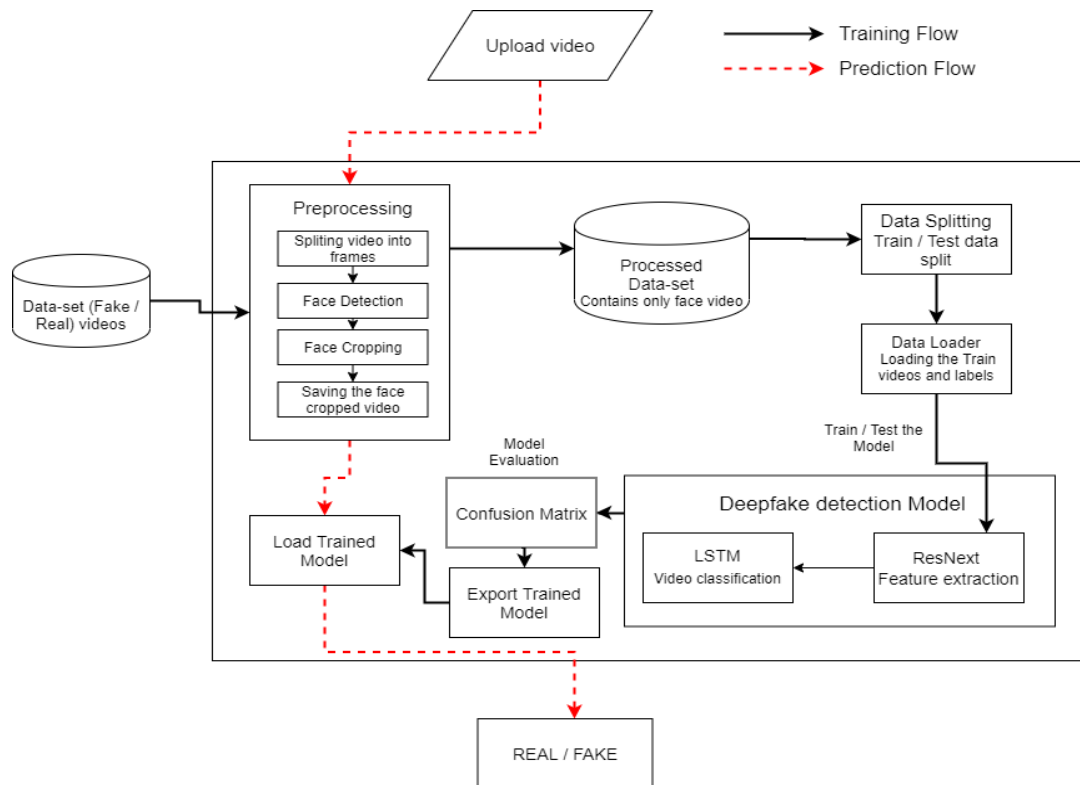 Upload video
Training Flow
Prediction Flow
Preprocessing
Spliting video into
frames
Face Detection
Face Cropping
Saving the face
cropped video
Data-set (Fake /
Real) videos
Processed
Data-set
Contains only face video
Data Splitting
Train / Test data
split
Data Loader
Loading the Train
videos and labels
Train / Test the
Model
Model
Evaluation
Confusion Matrix
Deepfake detection Model
LSTM
Video classification
ResNext
Feature extraction
Load Trained
Model
Export Trained
Model
REAL / FAKE